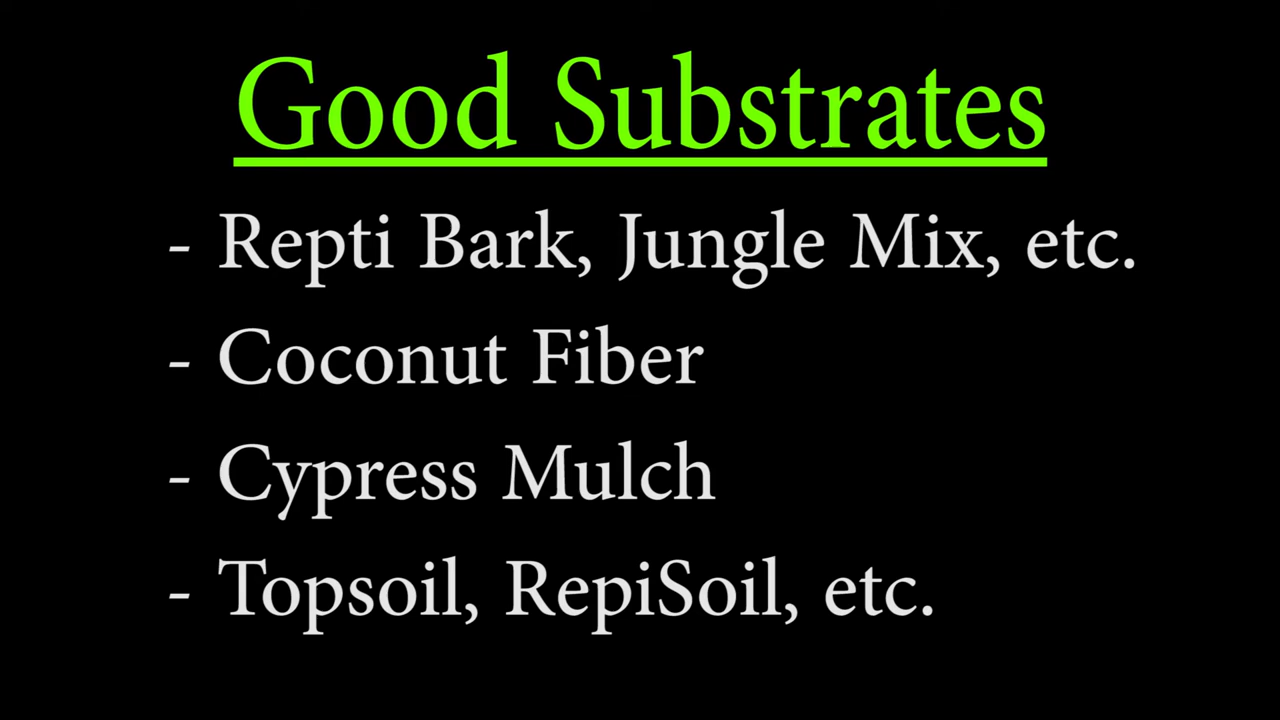 Good Substrates
- Repti Bark, Jungle Mix, etc.
- Coconut Fiber
- Cypress Mulch
- Topsoil, RepiSoil, etc.